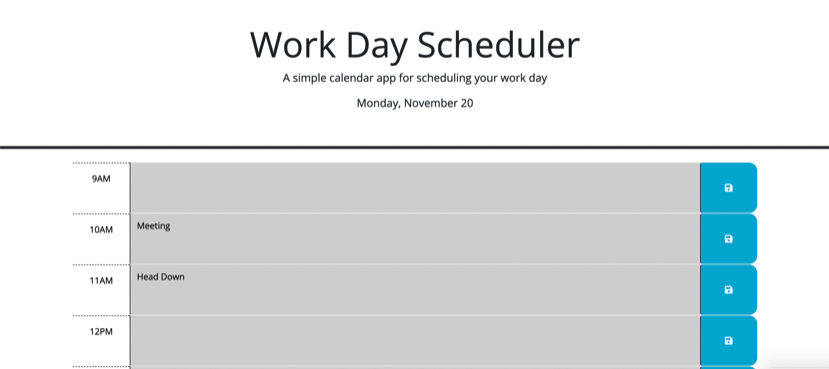 Work Day Scheduler
A simple calendar app for scheduling your work day
Monday, November 20
9AM
10AM Meeting
11AM Head Down
12PM